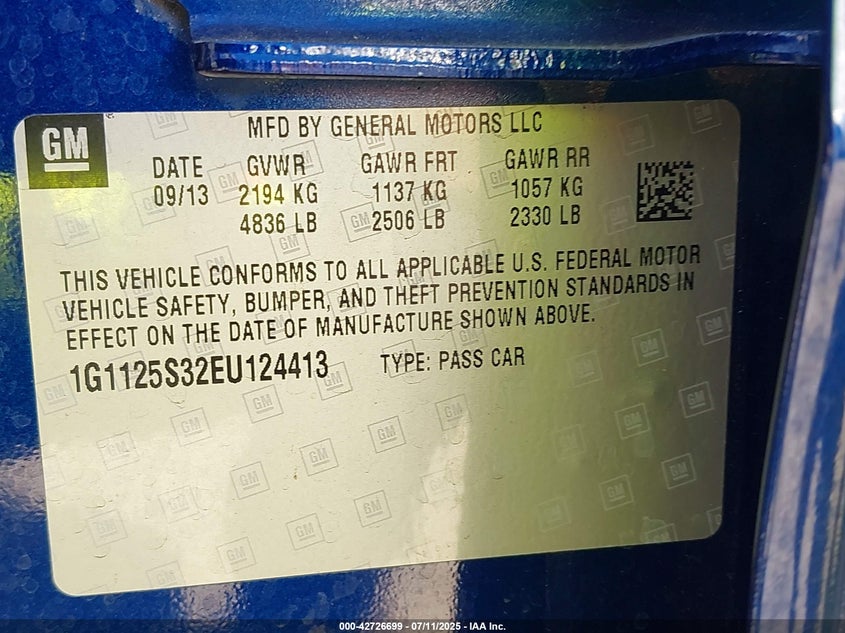 GM
MFD BY GENERAL MOTORS LLC
DATE GVWR GAWR FRT GAWR RR
09/13 2194 KG 1137 KG 1057 KG
4836 LB 2506 LB 2330 LB
THIS VEHICLE CONFORMS TO ALL APPLICABLE U.S. FEDERAL MOTOR
VEHICLE SAFETY, BUMPER, AND THEFT PREVENTION STANDARDS IN
EFFECT ON THE DATE OF MANUFACTURE SHOWN ABOVE.
1G1125S32EU124413 TYPE: PASS CAR
000-42726699 - 07/11/2025 - IAA Inc.